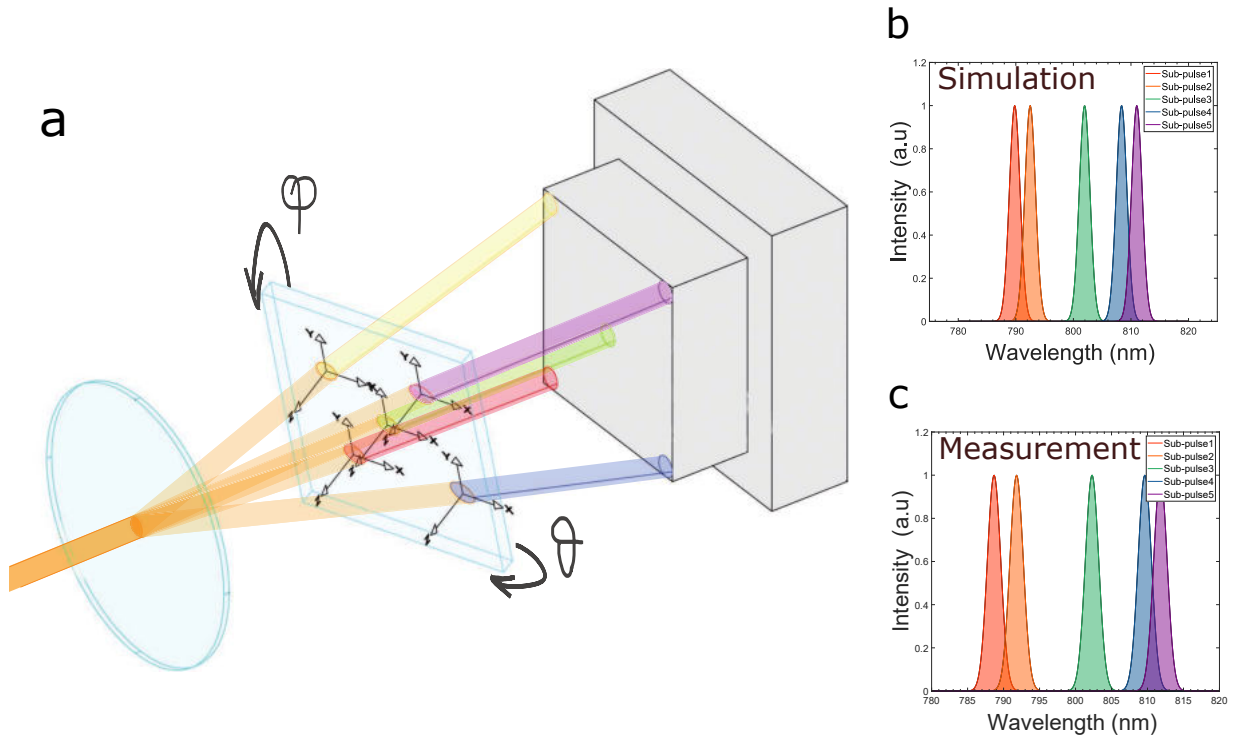 a
φ
θ
Y
X
Z
Y
X
Z
Y
X
Z
Y
X
Z
Y
X
Z
b
Simulation
Sub-pulse1
Sub-pulse2
Sub-pulse3
Sub-pulse4
Sub-pulse5
Intensity (a.u)
1.2
1
0.8
0.6
0.4
0.2
0
780 790 800 810 820
Wavelength (nm)
c
Measurement
Sub-pulse1
Sub-pulse2
Sub-pulse3
Sub-pulse4
Sub-pulse5
Intensity (a.u)
1.2
1
0.8
0.6
0.4
0.2
0
780 785 790 795 800 805 810 815 820
Wavelength (nm)